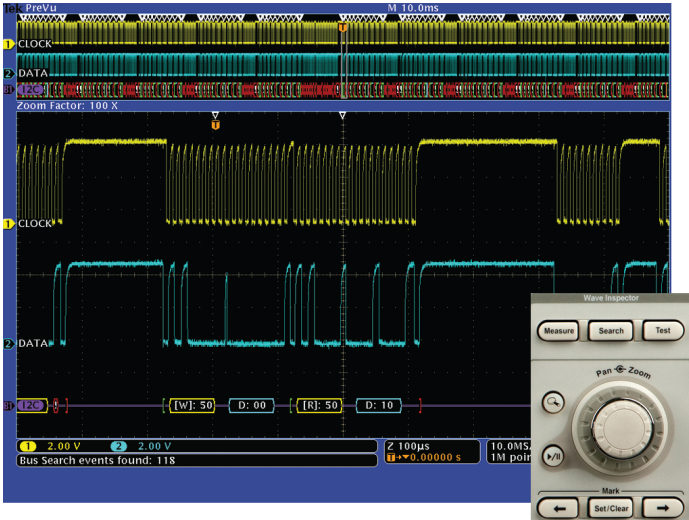 Tek PreVu M 10.0ms
1 CLOCK
2 DATA
B1 I2C
Zoom Factor: 100 X
T
T
1 CLOCK
2 DATA
B1 I2C ! [W]: 50 D: 00 [R]: 50 D: 10
1 2.00 V 2 2.00 V
Bus Search events found: 118
Z 100µs
T→▼0.00000 s
10.0MS/
1M poin
Wave Inspector
Measure Search Test
Pan Zoom
▶/II
Mark
← Set/Clear →